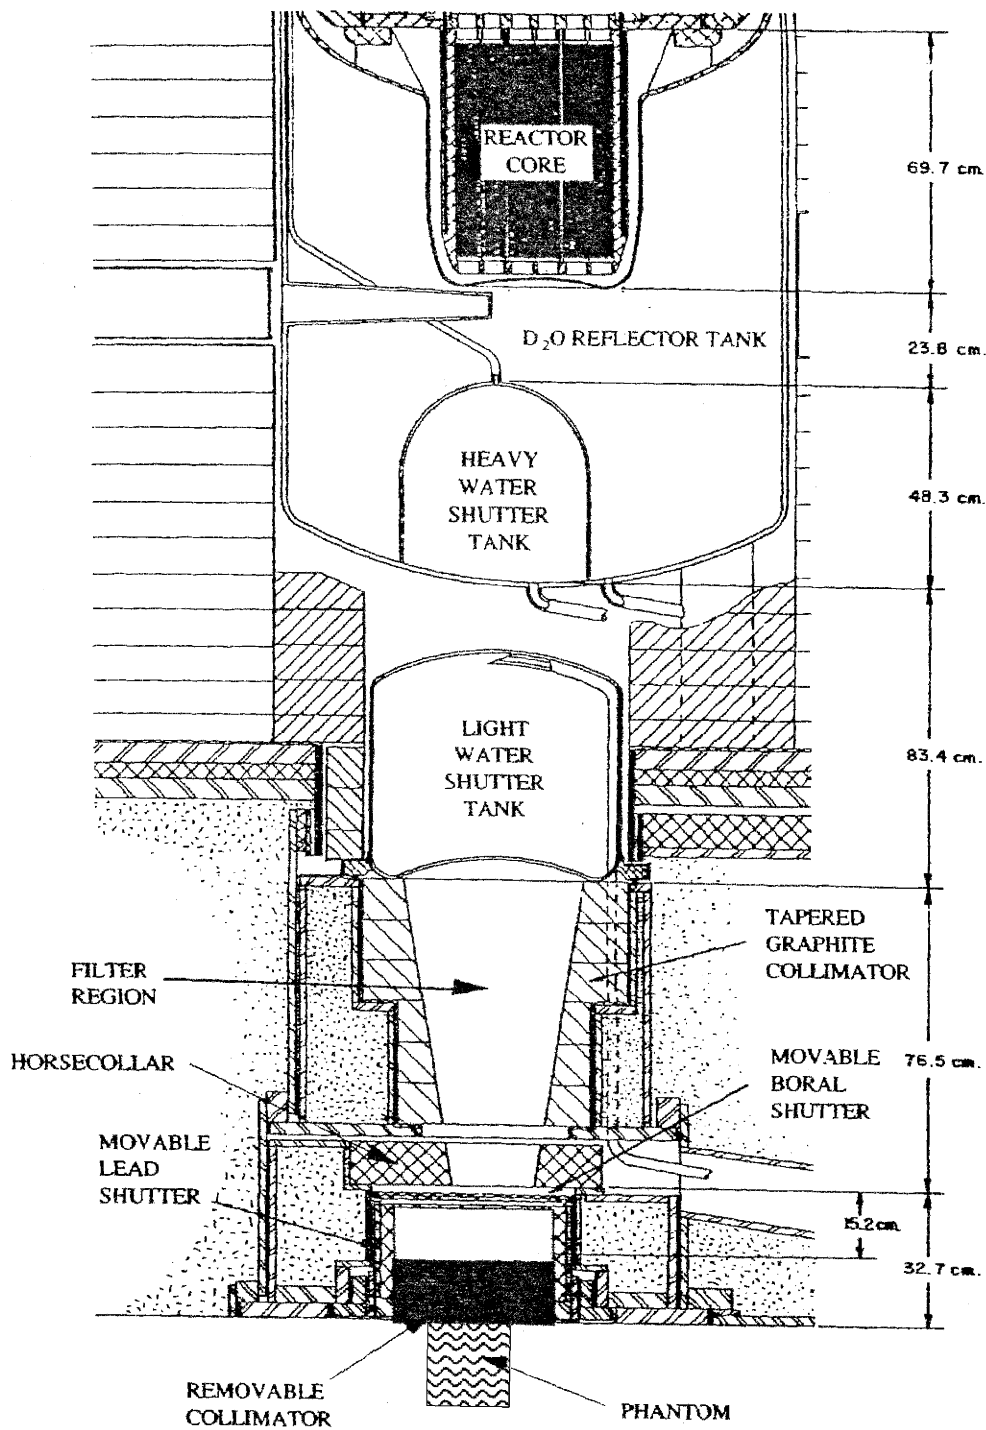 REACTOR
CORE
69.7 cm.
D₂O REFLECTOR TANK
23.8 cm.
HEAVY
WATER
SHUTTER
TANK
48.3 cm.
LIGHT
WATER
SHUTTER
TANK
83.4 cm.
TAPERED
GRAPHITE
COLLIMATOR
FILTER
REGION
HORSECOLLAR
MOVABLE
BORAL
SHUTTER
76.5 cm.
MOVABLE
LEAD
SHUTTER
15.2 cm.
32.7 cm.
REMOVABLE
COLLIMATOR
PHANTOM